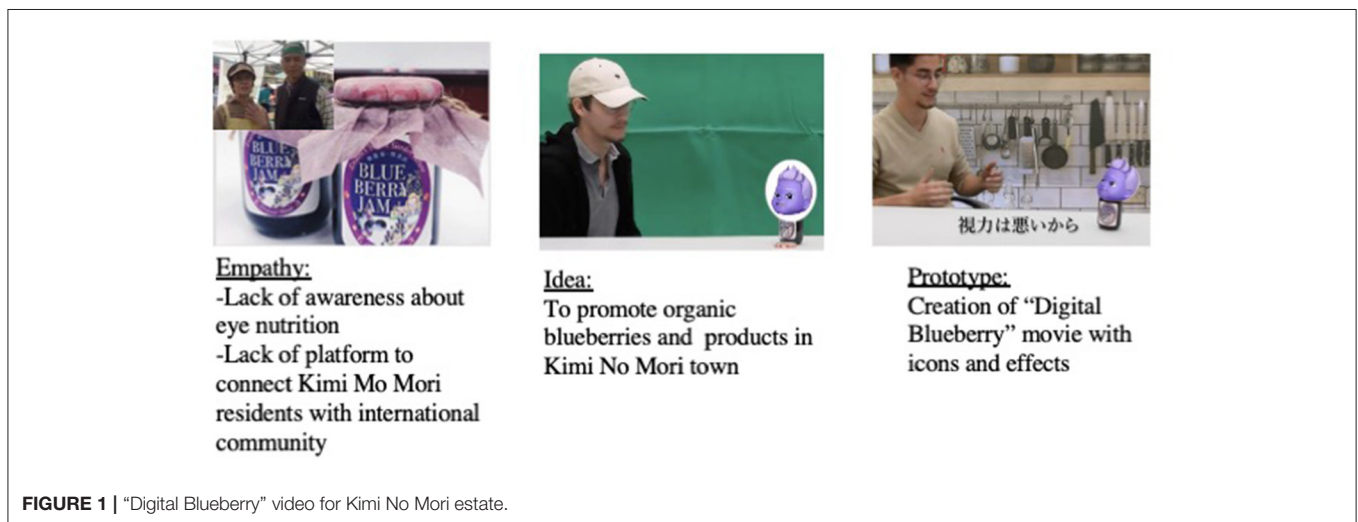 BLUE
BERRY
JAM
BLUE
BERRY
JAM
視力は悪いから
Empathy:
-Lack of awareness about
eye nutrition
-Lack of platform to
connect Kimi Mo Mori
residents with international
community
Idea:
To promote organic
blueberries and products in
Kimi No Mori town
Prototype:
Creation of “Digital
Blueberry” movie with
icons and effects
FIGURE 1 | “Digital Blueberry” video for Kimi No Mori estate.